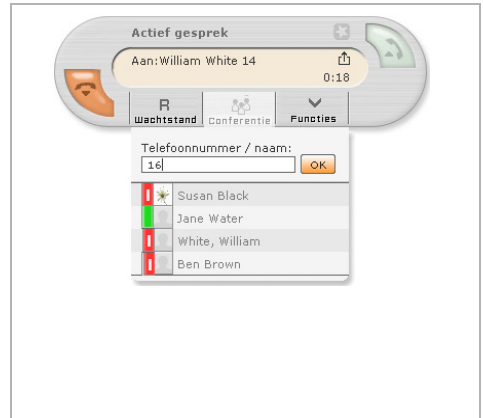 Actief gesprek
Aan:William White 14
0:18
R
Wachtstand Conferentie Functies
Telefoonnummer / naam:
16 OK
Susan Black
Jane Water
White, William
Ben Brown